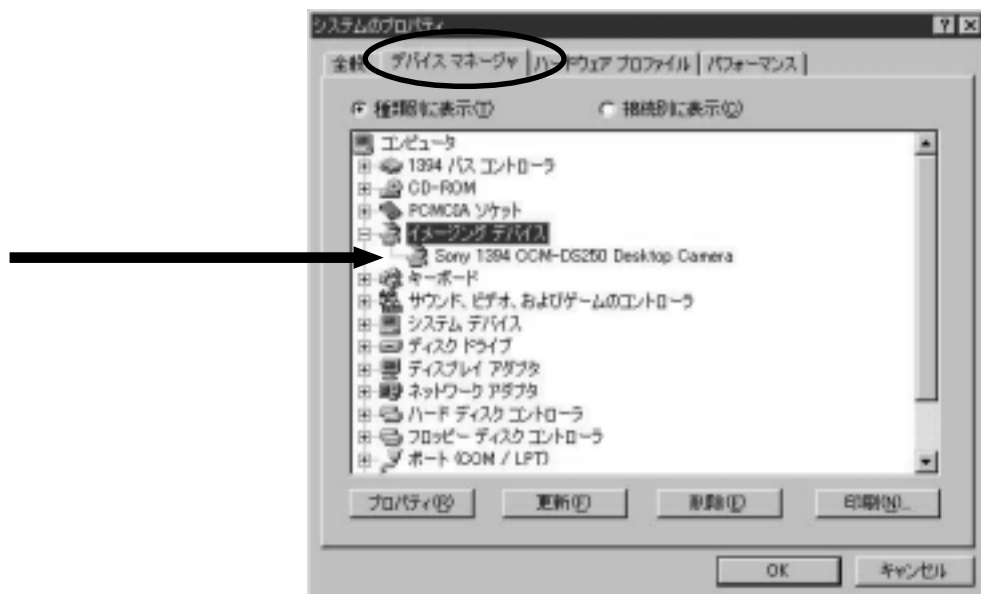 システムのプロパティ
全般 デバイス マネージャ ハードウェア プロファイル パフォーマンス
種類別に表示(T) 接続別に表示(C)
コンピュータ
1394 バス コントローラ
CD-ROM
PCMCIA ソケット
イメージング デバイス
Sony 1394 CCM-DS250 Desktop Camera
キーボード
サウンド、ビデオ、およびゲームのコントローラ
システム デバイス
ディスク ドライブ
ディスプレイ アダプタ
ネットワーク アダプタ
ハード ディスク コントローラ
フロッピー ディスク コントローラ
ポート (COM / LPT)
プロパティ(R) 更新(F) 削除(E) 印刷(N)...
OK キャンセル